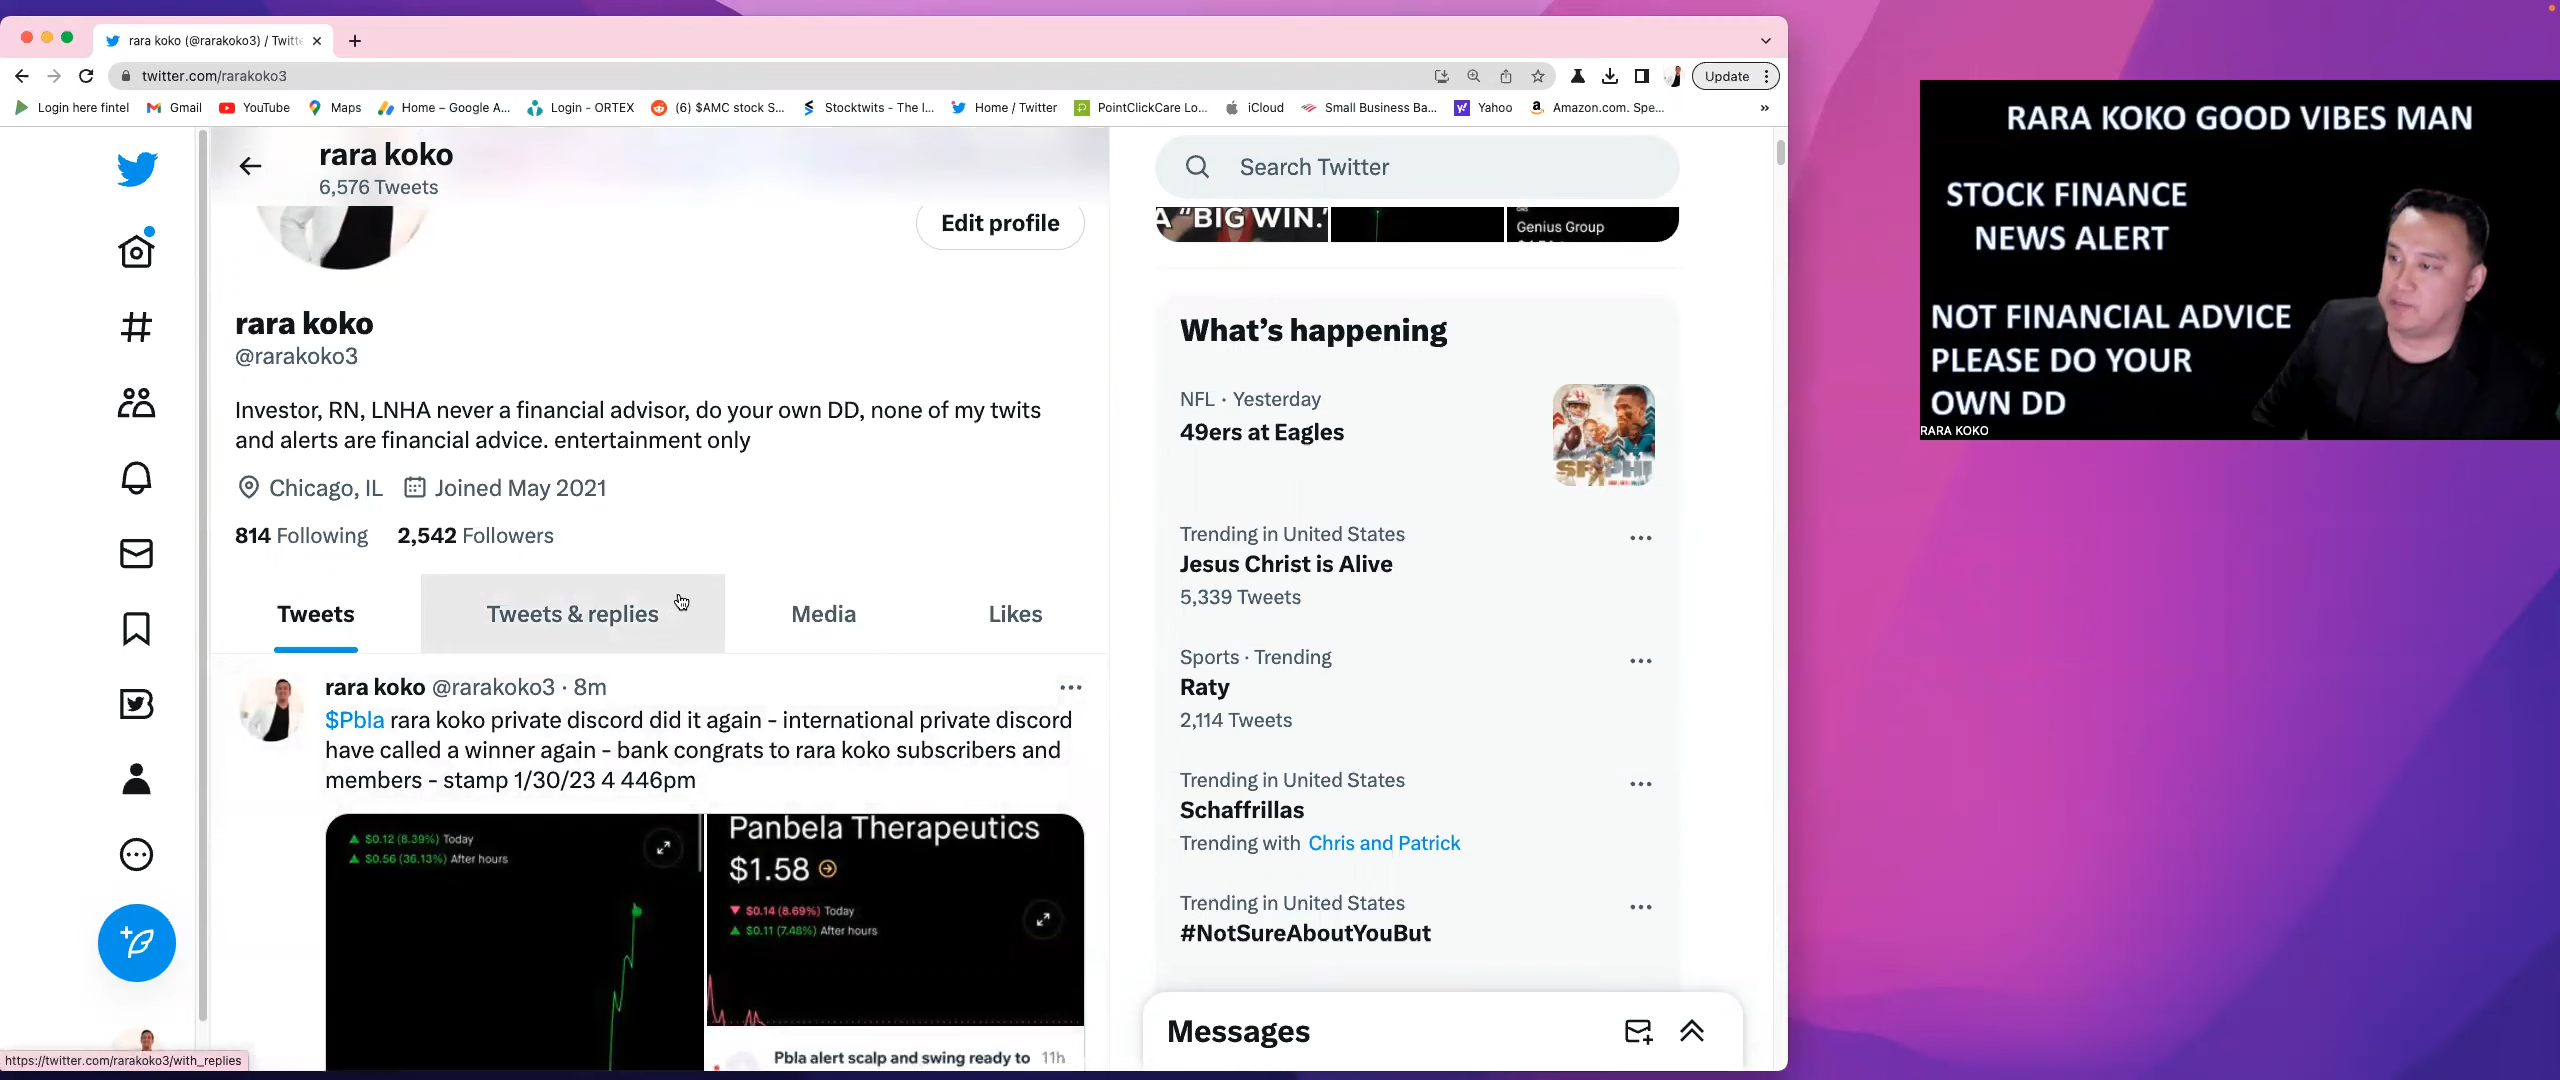 rara koko (@rarakoko3) / Twitt
twitter.com/rarakoko3
Update
Login here fintel
Gmail
YouTube
Maps
Home – Google A...
Login - ORTEX
(6) $AMC stock S...
Stocktwits - The l...
Home / Twitter
PointClickCare Lo...
iCloud
Small Business Ba...
Yahoo
Amazon.com. Spe...
»
rara koko
6,576 Tweets
Edit profile
rara koko
@rarakoko3
Investor, RN, LNHA never a financial advisor, do your own DD, none of my twits
and alerts are financial advice. entertainment only
Chicago, IL
Joined May 2021
814 Following
2,542 Followers
Tweets
Tweets & replies
Media
Likes
rara koko @rarakoko3 · 8m
$Pbla rara koko private discord did it again - international private discord
have called a winner again - bank congrats to rara koko subscribers and
members - stamp 1/30/23 4 446pm
$0.12 (8.39%) Today
$0.56 (36.13%) After hours
Panbela Therapeutics
$1.58
$0.14 (8.69%) Today
$0.11 (7.48%) After hours
Pbla alert scalp and swing ready to 11h
https://twitter.com/rarakoko3/with_replies
Search Twitter
A "BIG WIN."
Genius Group
What's happening
NFL · Yesterday
49ers at Eagles
SF PHI
Trending in United States
Jesus Christ is Alive
5,339 Tweets
Sports · Trending
Raty
2,114 Tweets
Trending in United States
Schaffrillas
Trending with Chris and Patrick
Trending in United States
#NotSureAboutYouBut
Messages
RARA KOKO GOOD VIBES MAN
STOCK FINANCE
NEWS ALERT
NOT FINANCIAL ADVICE
PLEASE DO YOUR
OWN DD
RARA KOKO